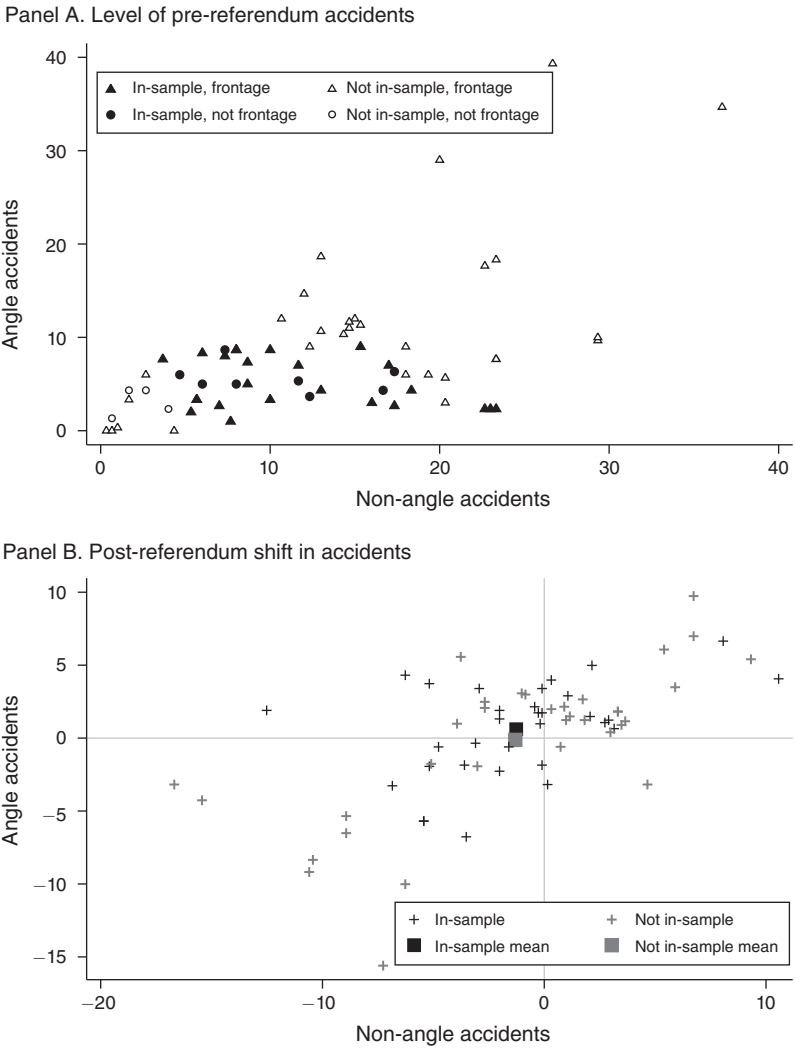 Panel A. Level of pre-referendum accidents
40
30
20
10
0
Angle accidents
In-sample, frontage
Not in-sample, frontage
In-sample, not frontage
Not in-sample, not frontage
0 10 20 30 40
Non-angle accidents
Panel B. Post-referendum shift in accidents
10
5
0
−5
−10
−15
Angle accidents
In-sample
Not in-sample
In-sample mean
Not in-sample mean
−20 −10 0 10
Non-angle accidents